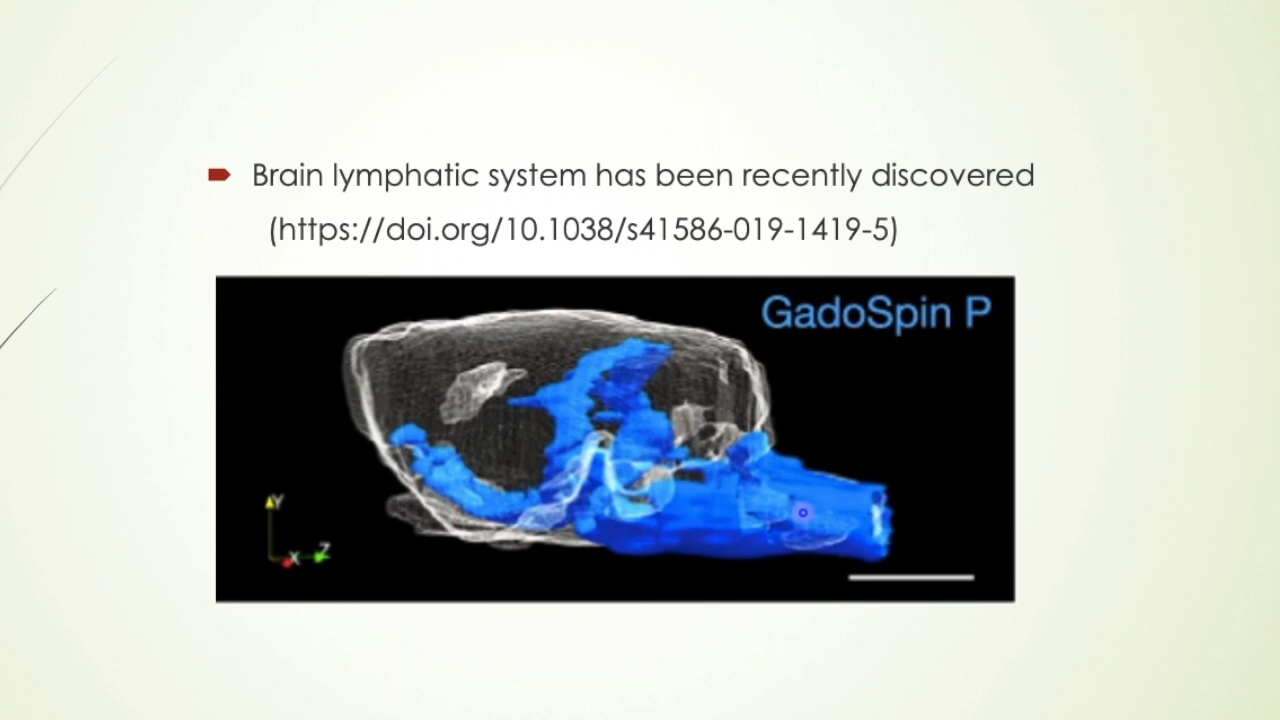 Brain lymphatic system has been recently discovered
(https://doi.org/10.1038/s41586-019-1419-5)
GadoSpin P
Y
X Z